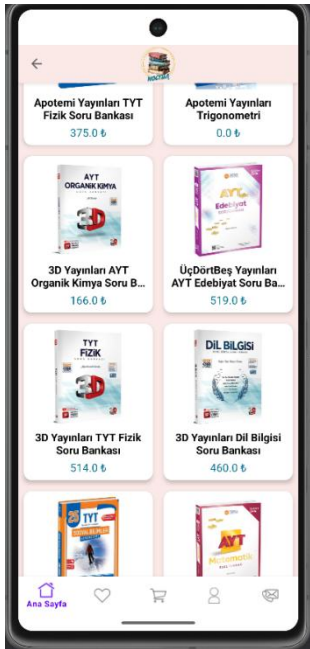 Apotemi Yayınları TYT
Fizik Soru Bankası
375.0 ₺
Apotemi Yayınları
Trigonometri
0.0 ₺
AYT
ORGANİK KİMYA
3D
3D Yayınları AYT
Organik Kimya Soru B...
166.0 ₺
AYT
Edebiyat
ÜçDörtBeş Yayınları
AYT Edebiyat Soru Ba...
519.0 ₺
TYT
FİZİK
3D
3D Yayınları TYT Fizik
Soru Bankası
514.0 ₺
DİL BİLGİSİ
3D Yayınları Dil Bilgisi
Soru Bankası
460.0 ₺
TYT
AYT
Matematik
Ana Sayfa